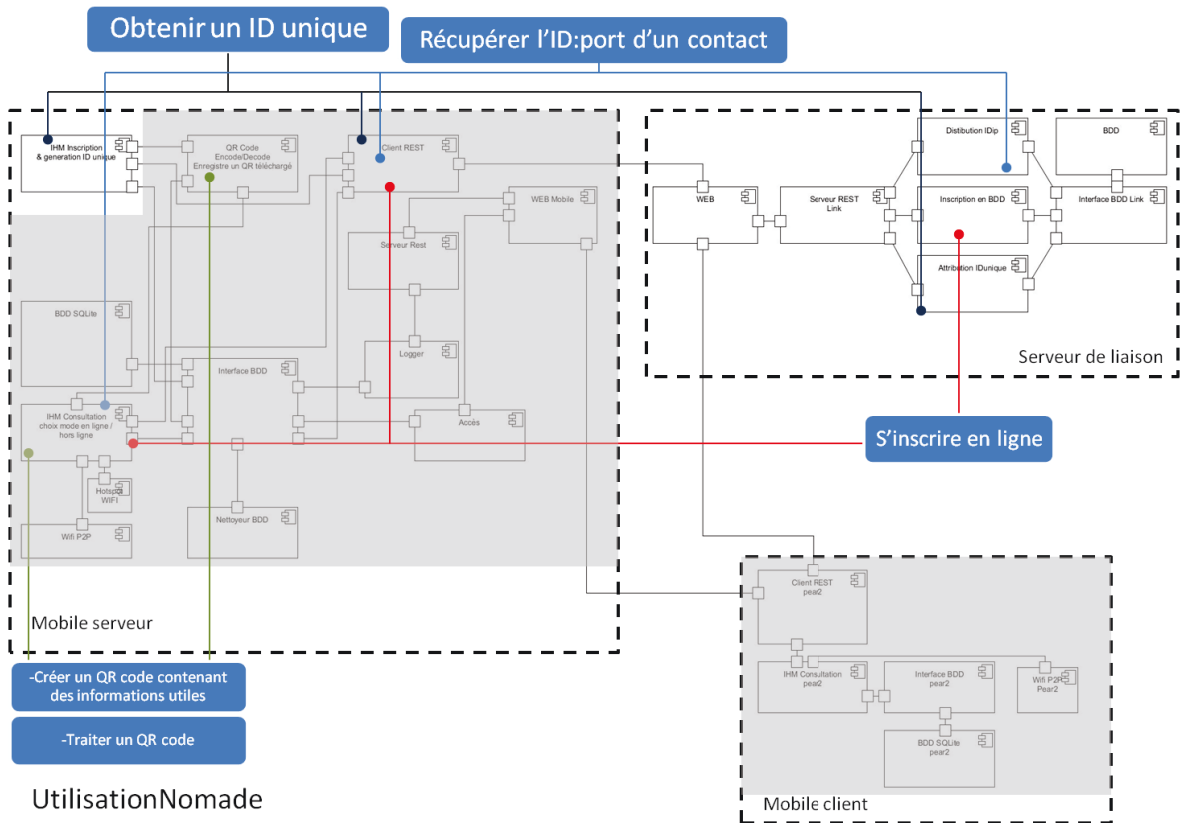 Obtenir un ID unique
Récupérer l’ID:port d’un contact
IHM Inscription
& generation ID unique
QR Code
Encode/Decode
Enregistre un QR téléchargé
Client REST
WEB Mobile
Serveur Rest
BDD SQLite
Logger
Interface BDD
IHM Consultation
choix mode en ligne /
hors ligne
Accès
Hotspot
WIFI
Wifi P2P
Nettoyeur BDD
Mobile serveur
WEB
Serveur REST
Link
Distibution IDip
BDD
Inscription en BDD
Interface BDD Link
Attribution IDunique
Serveur de liaison
S’inscrire en ligne
-Créer un QR code contenant
des informations utiles
-Traiter un QR code
Client REST
pear2
IHM Consultation
pear2
Interface BDD
pear2
Wifi P2P
Pear2
BDD SQLite
pear2
Mobile client
UtilisationNomade